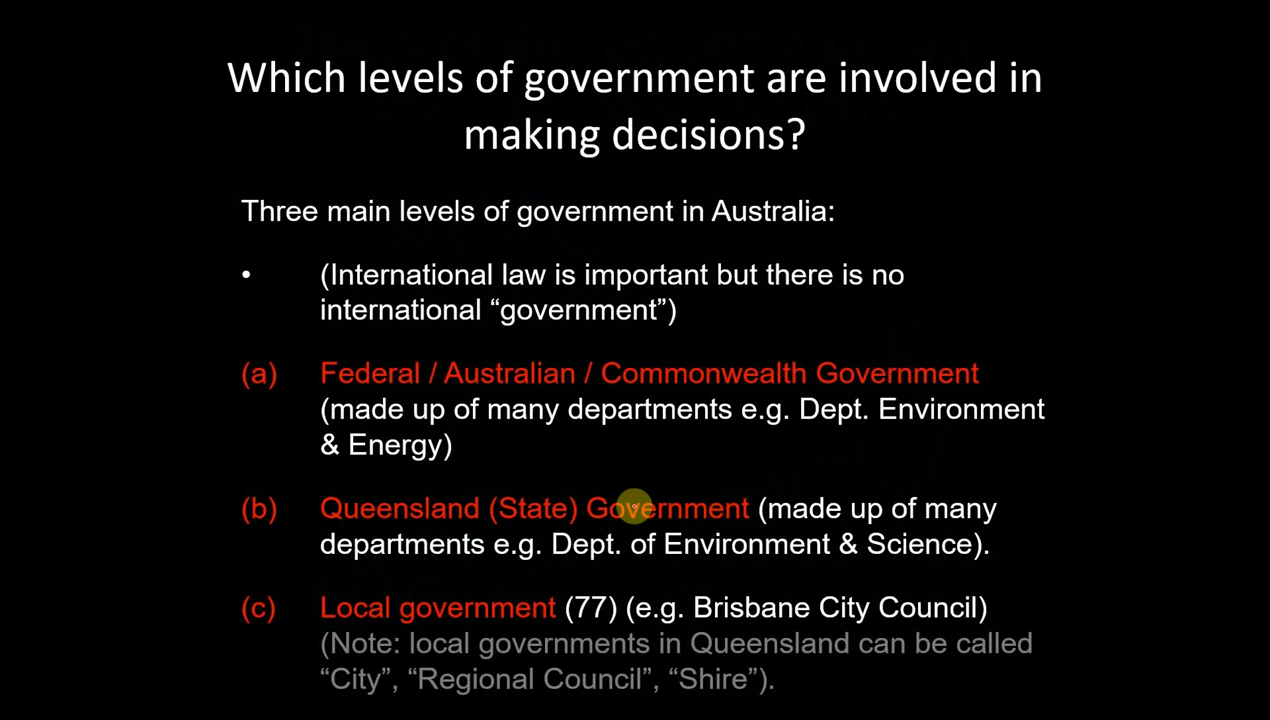 Which levels of government are involved in
making decisions?
Three main levels of government in Australia:
• (International law is important but there is no
international “government”)
(a) Federal / Australian / Commonwealth Government
(made up of many departments e.g. Dept. Environment
& Energy)
(b) Queensland (State) Government (made up of many
departments e.g. Dept. of Environment & Science).
(c) Local government (77) (e.g. Brisbane City Council)
(Note: local governments in Queensland can be called
“City”, “Regional Council”, “Shire”).